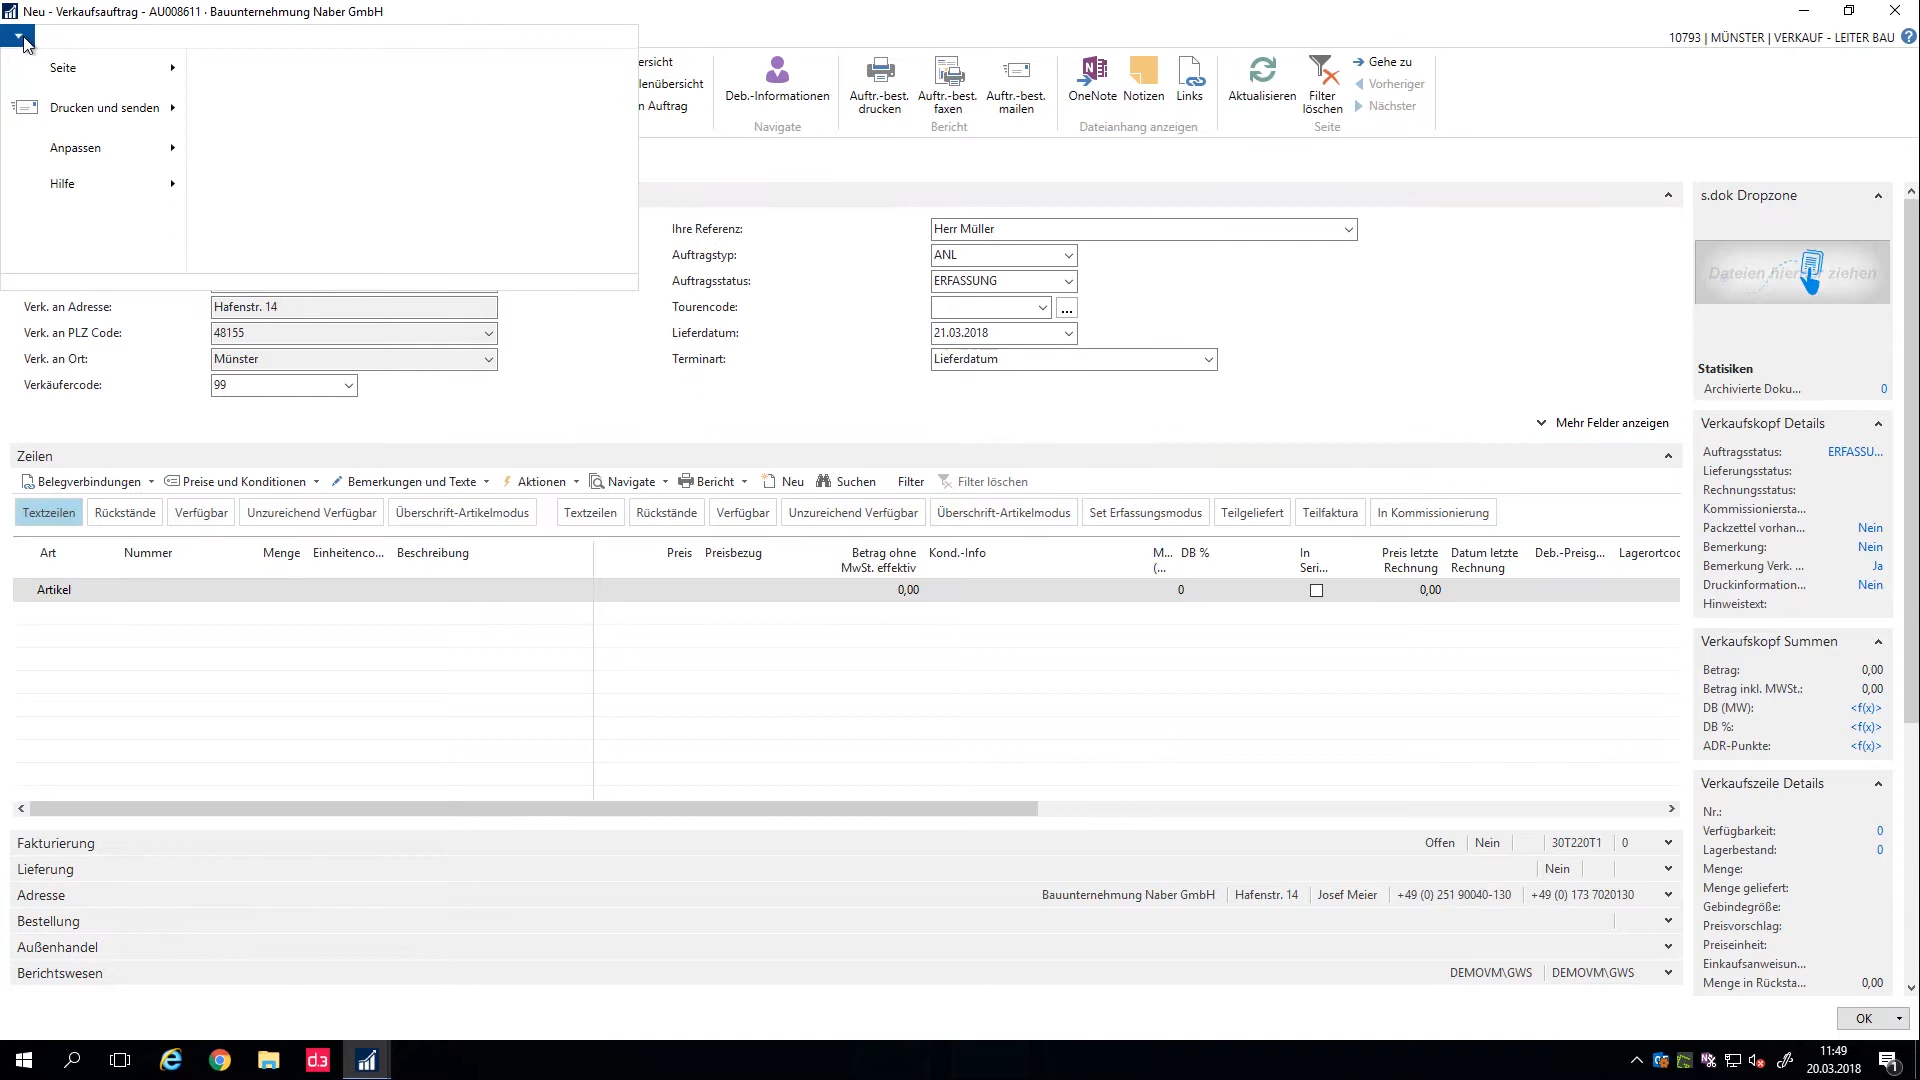 Neu - Verkaufsauftrag - AU008611 · Bauunternehmung Naber GmbH
10793 | MÜNSTER | VERKAUF - LEITER BAU
Seite
Drucken und senden
Anpassen
Hilfe
ersicht
lenübersicht
n Auftrag
Deb.-Informationen
Navigate
Auftr.-best. drucken
Auftr.-best. faxen
Auftr.-best. mailen
Bericht
OneNote
Notizen
Links
Dateianhang anzeigen
Aktualisieren
Filter löschen
Gehe zu
Vorheriger
Nächster
Seite
Verk. an Adresse: Hafenstr. 14
Verk. an PLZ Code: 48155
Verk. an Ort: Münster
Verkäufercode: 99
Ihre Referenz: Herr Müller
Auftragstyp: ANL
Auftragsstatus: ERFASSUNG
Tourencode: ...
Lieferdatum: 21.03.2018
Terminart: Lieferdatum
Mehr Felder anzeigen
Zeilen
Belegverbindungen Preise und Konditionen Bemerkungen und Texte Aktionen Navigate Bericht Neu Suchen Filter Filter löschen
Textzeilen Rückstände Verfügbar Unzureichend Verfügbar Überschrift-Artikelmodus Textzeilen Rückstände Verfügbar Unzureichend Verfügbar Überschrift-Artikelmodus Set Erfassungsmodus Teilgeliefert Teilfaktura In Kommissionierung
Art Nummer Menge Einheitenco... Beschreibung Preis Preisbezug Betrag ohne Kond.-Info M... DB % In Preis letzte Datum letzte Deb.-Preisg... Lagerortcoc
MwSt. effektiv (... Seri... Rechnung Rechnung
Artikel 0,00 0 0,00
Fakturierung Offen Nein 30T220T1 0
Lieferung Nein
Adresse Bauunternehmung Naber GmbH Hafenstr. 14 Josef Meier +49 (0) 251 90040-130 +49 (0) 173 7020130
Bestellung
Außenhandel
Berichtswesen DEMOVM\GWS DEMOVM\GWS
s.dok Dropzone
Dateien hier ziehen
Statisiken
Archivierte Doku... 0
Verkaufskopf Details
Auftragsstatus: ERFASSU...
Lieferungsstatus:
Rechnungsstatus:
Kommissioniersta...
Packzettel vorhan... Nein
Bemerkung: Nein
Bemerkung Verk. ... Ja
Druckinformation... Nein
Hinweistext:
Verkaufskopf Summen
Betrag: 0,00
Betrag inkl. MWSt.: 0,00
DB (MW): <f(x)>
DB %: <f(x)>
ADR-Punkte: <f(x)>
Verkaufszeile Details
Nr.:
Verfügbarkeit: 0
Lagerbestand: 0
Menge:
Menge geliefert:
Gebindegröße:
Preisvorschlag:
Preiseinheit:
Einkaufsanweisun...
Menge in Rücksta... 0,00
OK
d.3
11:49
20.03.2018
1